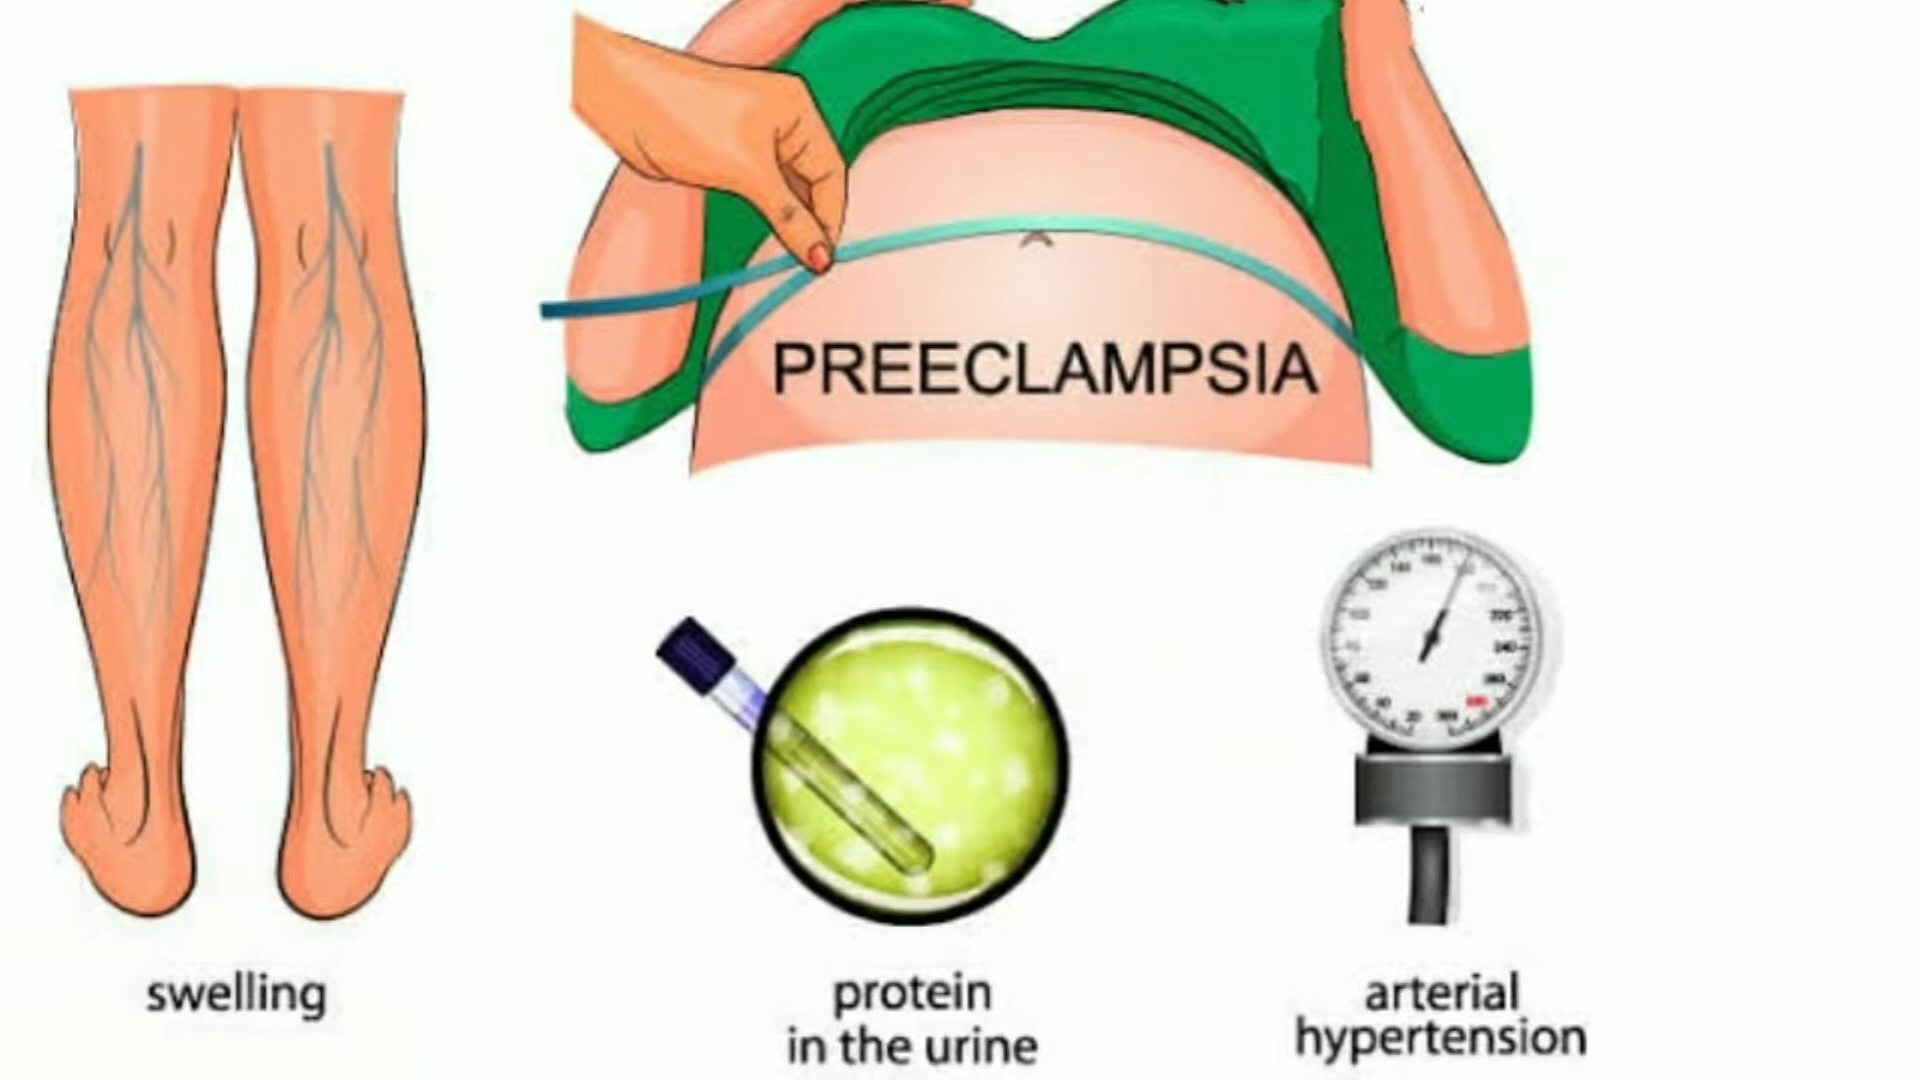 PREECLAMPSIA
swelling
protein
in the urine
arterial
hypertension